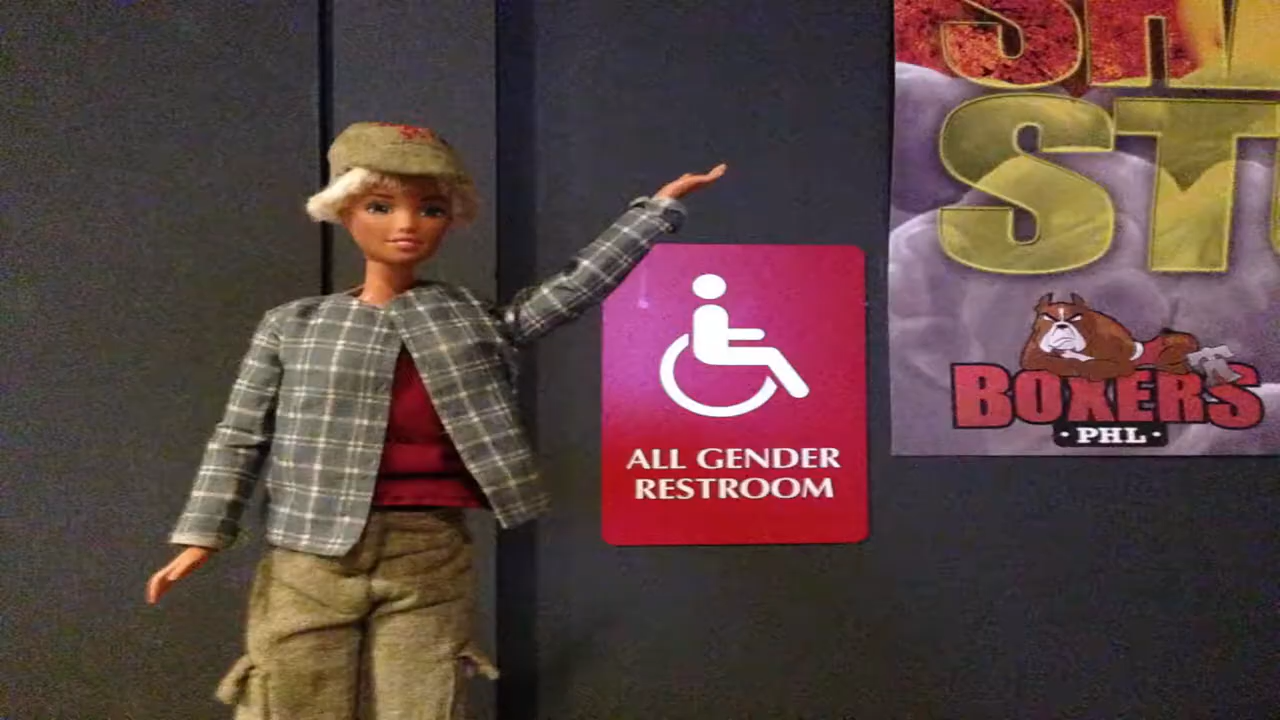 ALL GENDER
RESTROOM
BOXERS
• PHL •